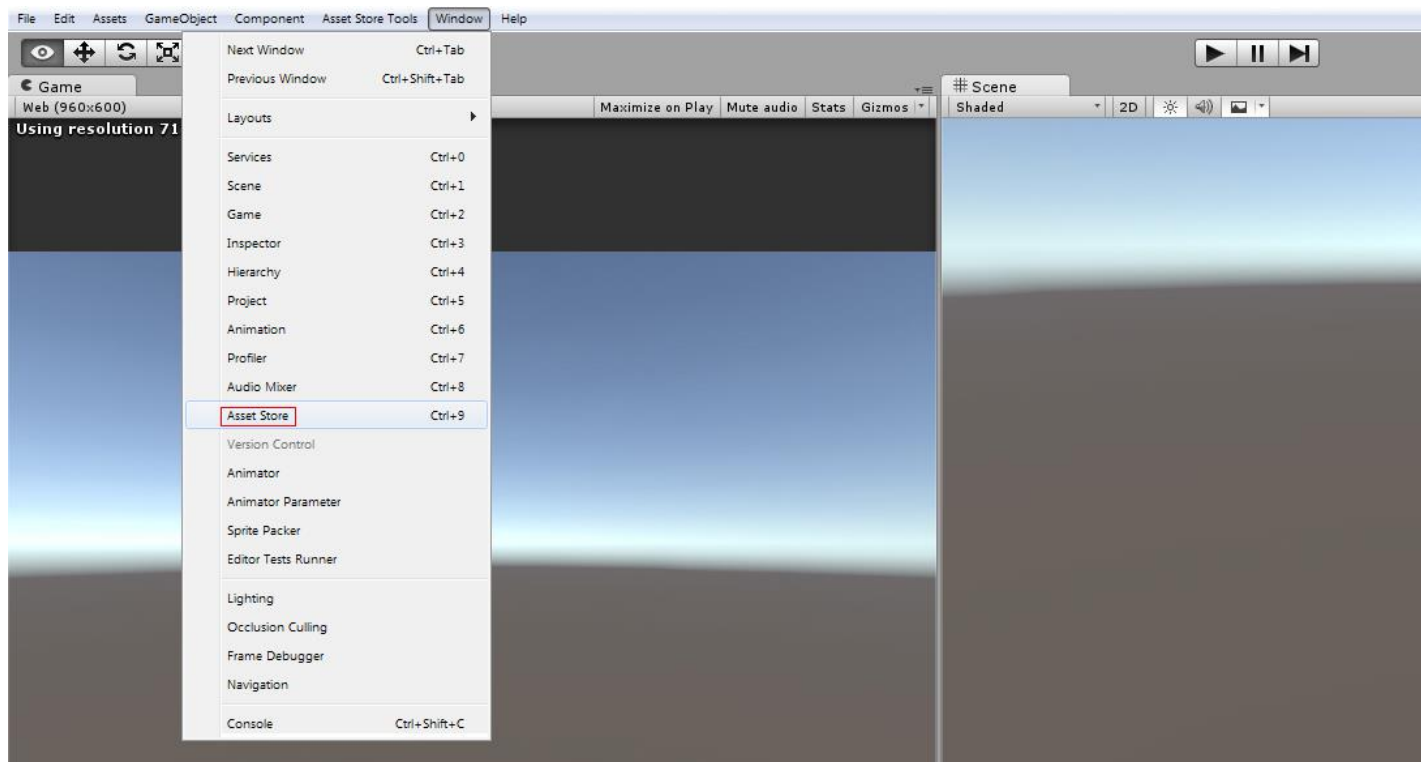 File Edit Assets GameObject Component Asset Store Tools Window Help
Next Window Ctrl+Tab
Previous Window Ctrl+Shift+Tab
Layouts
Services Ctrl+0
Scene Ctrl+1
Game Ctrl+2
Inspector Ctrl+3
Hierarchy Ctrl+4
Project Ctrl+5
Animation Ctrl+6
Profiler Ctrl+7
Audio Mixer Ctrl+8
Asset Store Ctrl+9
Version Control
Animator
Animator Parameter
Sprite Packer
Editor Tests Runner
Lighting
Occlusion Culling
Frame Debugger
Navigation
Console Ctrl+Shift+C
Game
Web (960x600)
Maximize on Play Mute audio Stats Gizmos
Using resolution 71
Scene
Shaded 2D